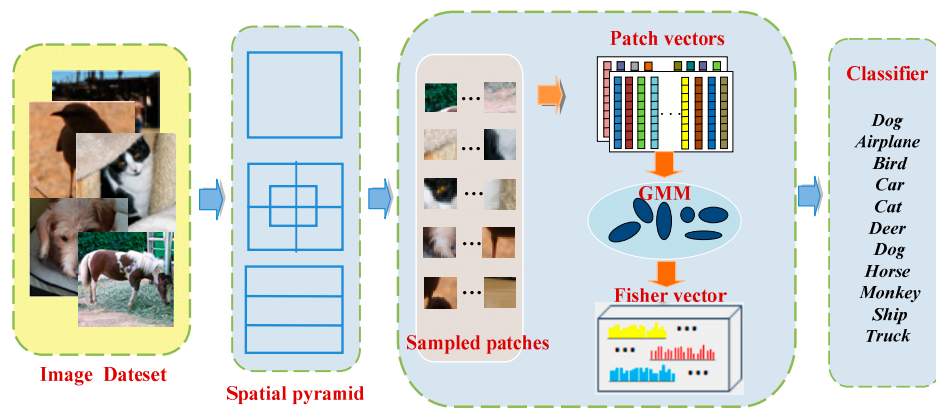 Image Dateset
Spatial pyramid
Sampled patches
Patch vectors
GMM
Fisher vector
Classifier
Dog
Airplane
Bird
Car
Cat
Deer
Dog
Horse
Monkey
Ship
Truck